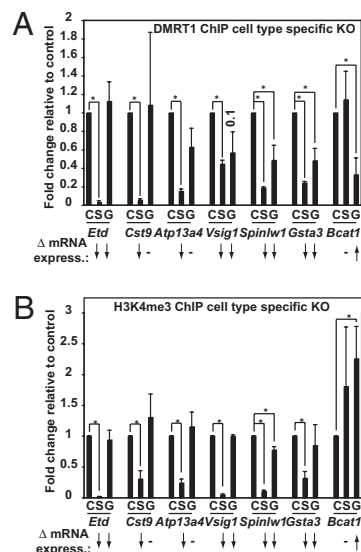 A
DMRT1 ChIP cell type specific KO
Fold change relative to control
2
1.8
1.6
1.4
1.2
1
0.8
0.6
0.4
0.2
0
* * * * 0.1 * * * * *
CSG CSG CSG CSG CSG CSG CSG
Etd Cst9 Atp13a4 Vsig1 Spinlw1 Gsta3 Bcat1
Δ mRNA
express.: ↓↓ ↓- ↓- ↓↓ ↓↓ ↓↓ -↑
B
H3K4me3 ChIP cell type specific KO
Fold change relative to control
3
2.5
2
1.5
1
0.5
0
* * * * * * * *
CSG CSG CSG CSG CSG CSG CSG
Etd Cst9 Atp13a4 Vsig1 Spinlw1 Gsta3 Bcat1
Δ mRNA
express.: ↓↓ ↓- ↓- ↓↓ ↓↓ ↓↓ -↑